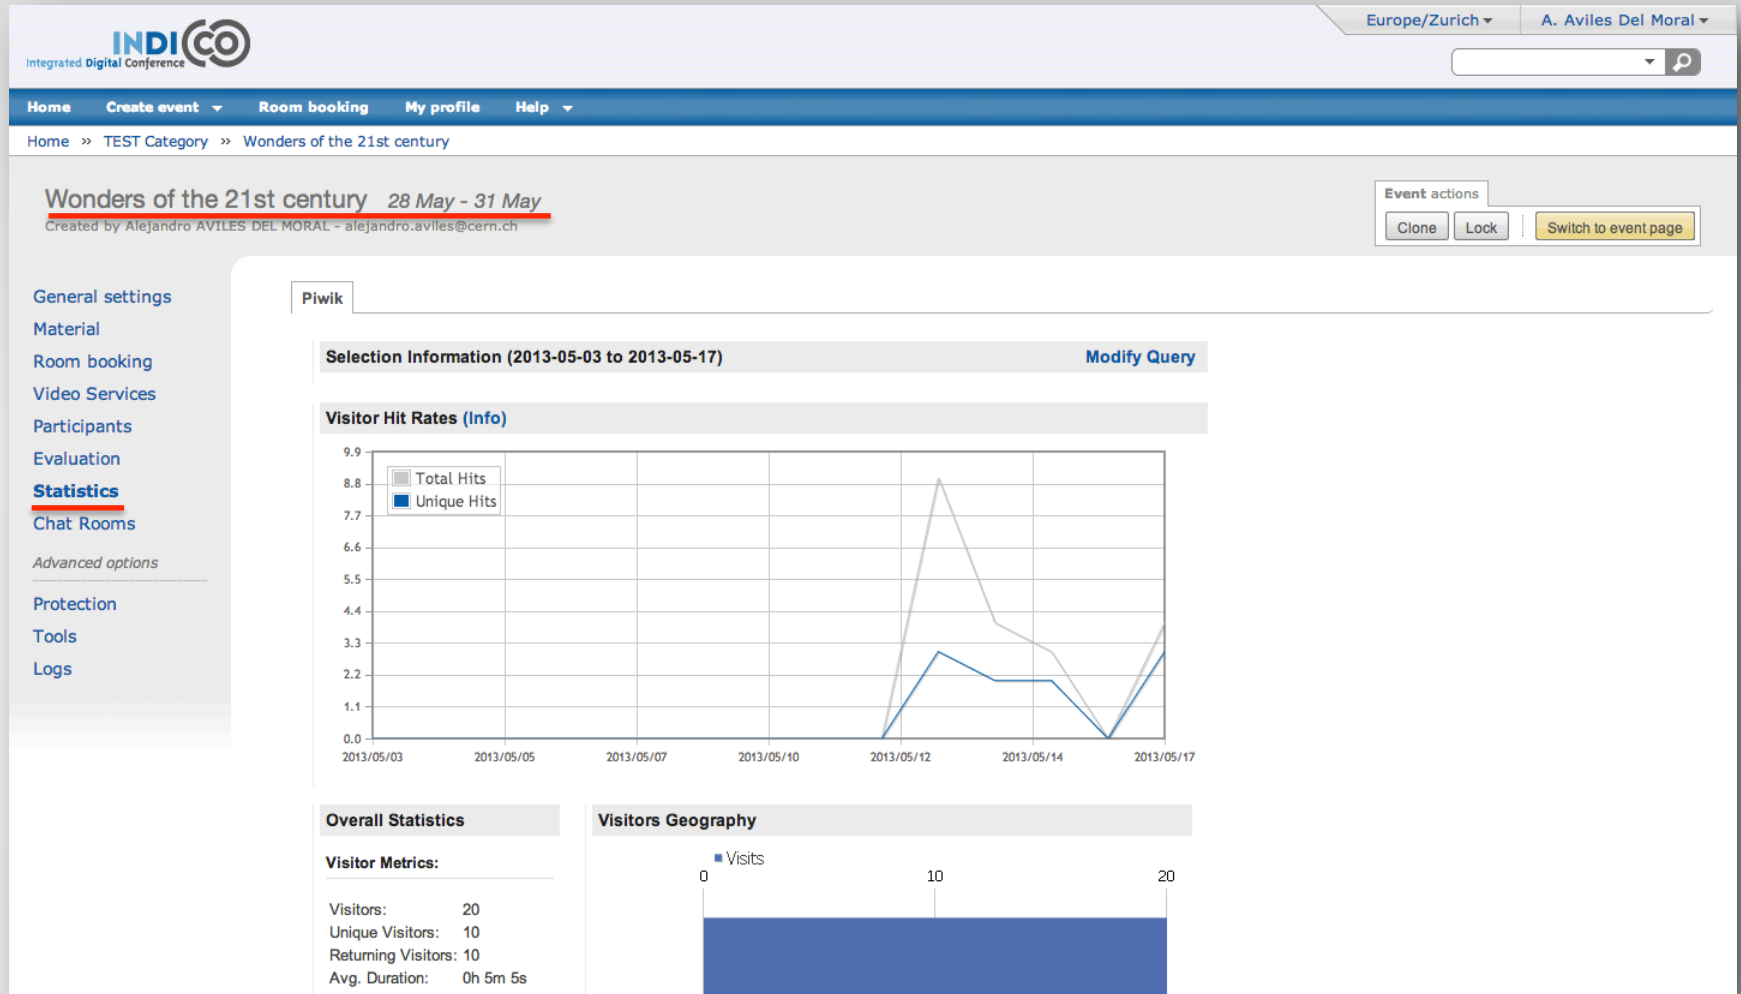 Europe/Zurich
A. Aviles Del Moral
INDICO
Integrated Digital Conference
Home Create event Room booking My profile Help
Home » TEST Category » Wonders of the 21st century
Wonders of the 21st century 28 May - 31 May
Created by Alejandro AVILES DEL MORAL - alejandro.aviles@cern.ch
Event actions
Clone Lock Switch to event page
General settings
Material
Room booking
Video Services
Participants
Evaluation
Statistics
Chat Rooms
Advanced options
Protection
Tools
Logs
Piwik
Selection Information (2013-05-03 to 2013-05-17) Modify Query
Visitor Hit Rates (Info)
Total Hits
Unique Hits
9.9
8.8
7.7
6.6
5.5
4.4
3.3
2.2
1.1
0.0
2013/05/03 2013/05/05 2013/05/07 2013/05/10 2013/05/12 2013/05/14 2013/05/17
Overall Statistics
Visitor Metrics:
Visitors: 20
Unique Visitors: 10
Returning Visitors: 10
Avg. Duration: 0h 5m 5s
Visitors Geography
Visits
0 10 20